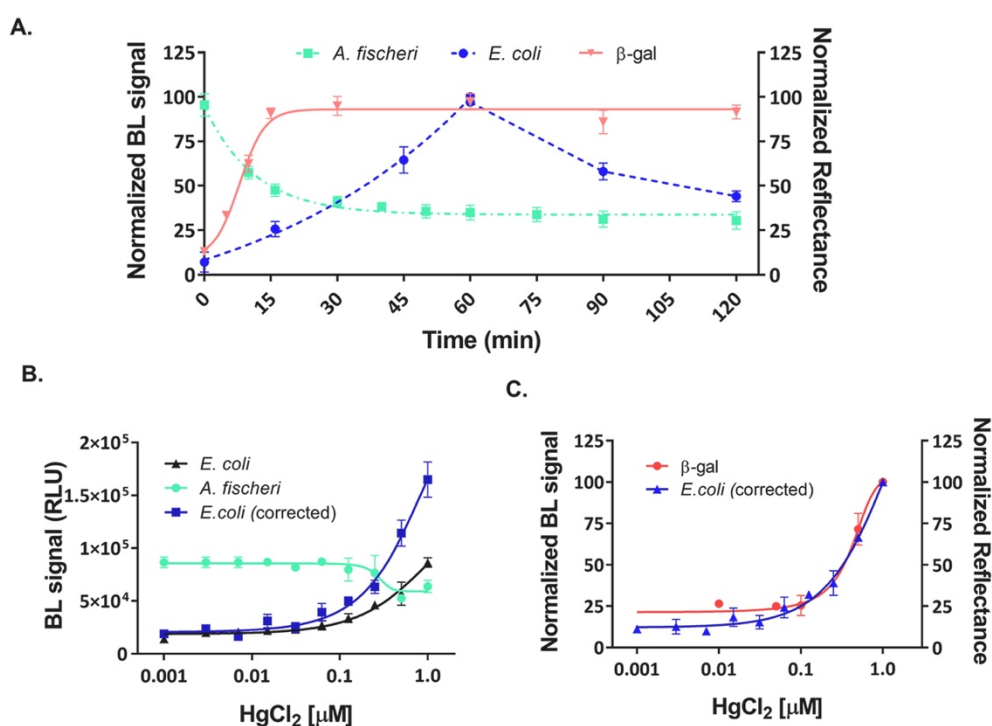 A.
A. fischeri E. coli β-gal
Normalized BL signal
125
100
75
50
25
0
Normalized Reflectance
125
100
75
50
25
0
0 15 30 45 60 75 90 105 120
Time (min)
B.
BL signal (RLU)
2×10⁵
1.5×10⁵
1×10⁵
5×10⁴
0
E. coli
A. fischeri
E.coli (corrected)
0.001 0.01 0.1 1.0
HgCl₂ [μM]
C.
Normalized BL signal
125
100
75
50
25
0
β-gal
E.coli (corrected)
Normalized Reflectance
125
100
75
50
25
0
0.001 0.01 0.1 1.0
HgCl₂ [μM]